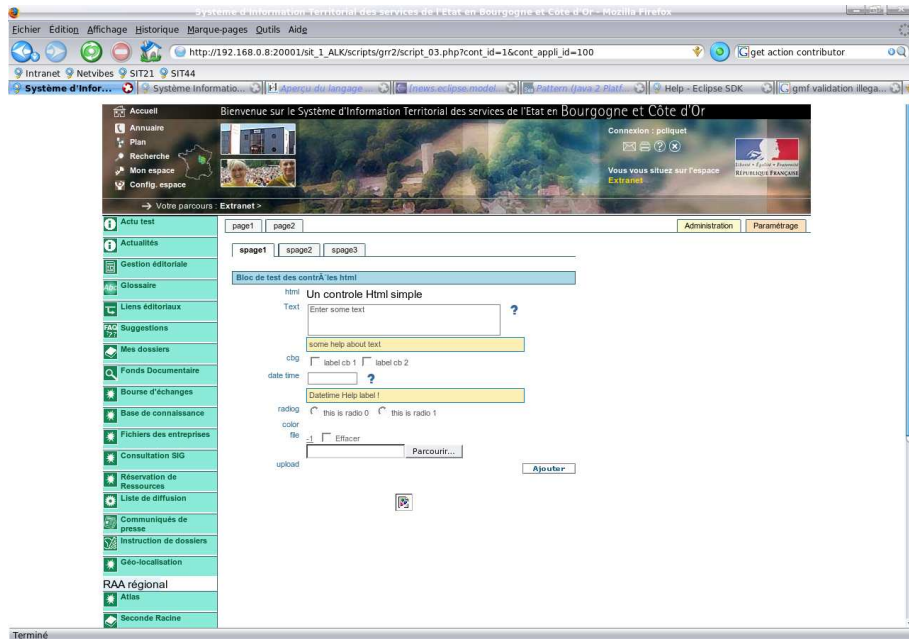 Système d'Information Territorial des services de l'Etat en Bourgogne et Côte d'Or - Mozilla Firefox
Fichier Édition Affichage Historique Marque-pages Outils Aide
http://192.168.0.8:20001/sit_1_ALK/scripts/grr2/script_03.php?cont_id=1&cont_appli_id=100
get action contributor
Intranet Netvibes SIT21 SIT44
Système d'Infor... Système Informatio... Aperçu du langage (news.eclipse.model... Pattern (Java 2 Platf... Help - Eclipse SDK gmf validation illega...
Accueil
Bienvenue sur le Système d'Information Territorial des services de l'Etat en Bourgogne et Côte d'Or
Annuaire
Plan
Recherche
Mon espace
Config. espace
Connexion : pcliquet
Vous vous situez sur l'espace
Extranet
Liberté • Égalité • Fraternité
RÉPUBLIQUE FRANÇAISE
Votre parcours : Extranet >
Actu test
Actualités
Gestion éditoriale
Glossaire
Liens éditoriaux
Suggestions
Mes dossiers
Fonds Documentaire
Bourse d'échanges
Base de connaissance
Fichiers des entreprises
Consultation SIG
Réservation de
Ressources
Liste de diffusion
Communiqués de
presse
Instruction de dossiers
Géo-localisation
RAA régional
Atlas
Seconde Racine
page1 page2
Administration Paramétrage
spage1 spage2 spage3
Bloc de test des contrÃ´les html
html Un controle Html simple
Text Enter some text ?
some help about text
cbg label cb 1 label cb 2
date time ?
Datetime Help label !
radiog this is radio 0 this is radio 1
color
file -1 Effacer
Parcourir...
upload Ajouter
Terminé